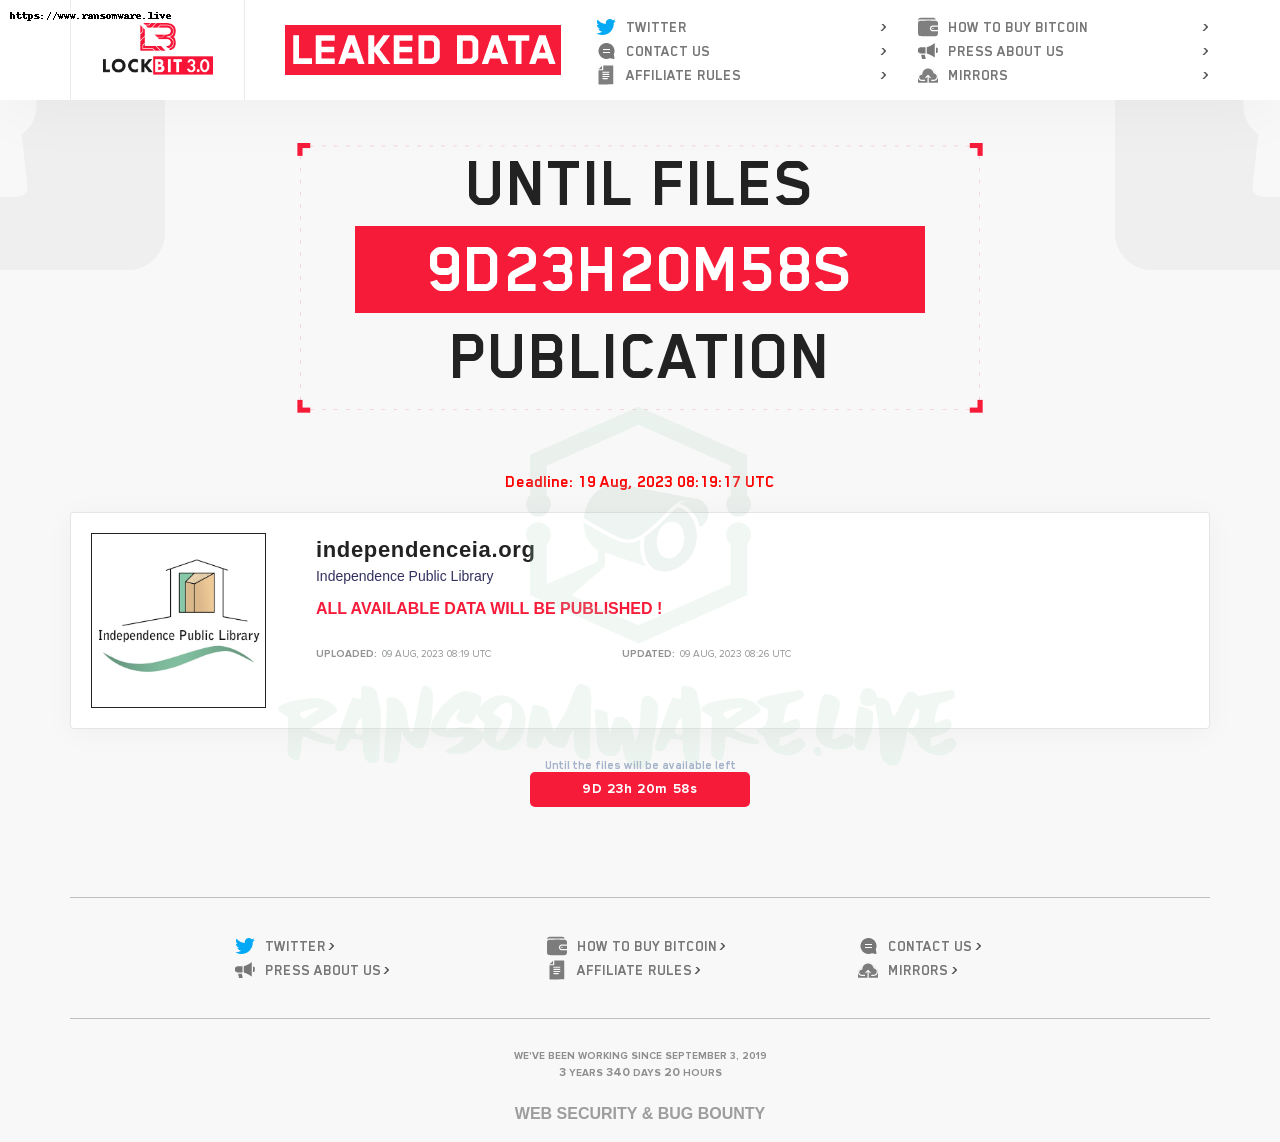 https://www.ransomware.live
LOCKBIT 3.0
LEAKED DATA
TWITTER
CONTACT US
AFFILIATE RULES
HOW TO BUY BITCOIN
PRESS ABOUT US
MIRRORS
UNTIL FILES
9D23H20M58S
PUBLICATION
Deadline: 19 Aug, 2023 08:19:17 UTC
Independence Public Library
independenceia.org
Independence Public Library
ALL AVAILABLE DATA WILL BE PUBLISHED !
UPLOADED: 09 AUG, 2023 08:19 UTC
UPDATED: 09 AUG, 2023 08:26 UTC
RANSOMWARE.LIVE
Until the files will be available left
9D 23h 20m 58s
TWITTER
HOW TO BUY BITCOIN
CONTACT US
PRESS ABOUT US
AFFILIATE RULES
MIRRORS
WE'VE BEEN WORKING SINCE SEPTEMBER 3, 2019
3 YEARS 340 DAYS 20 HOURS
WEB SECURITY & BUG BOUNTY